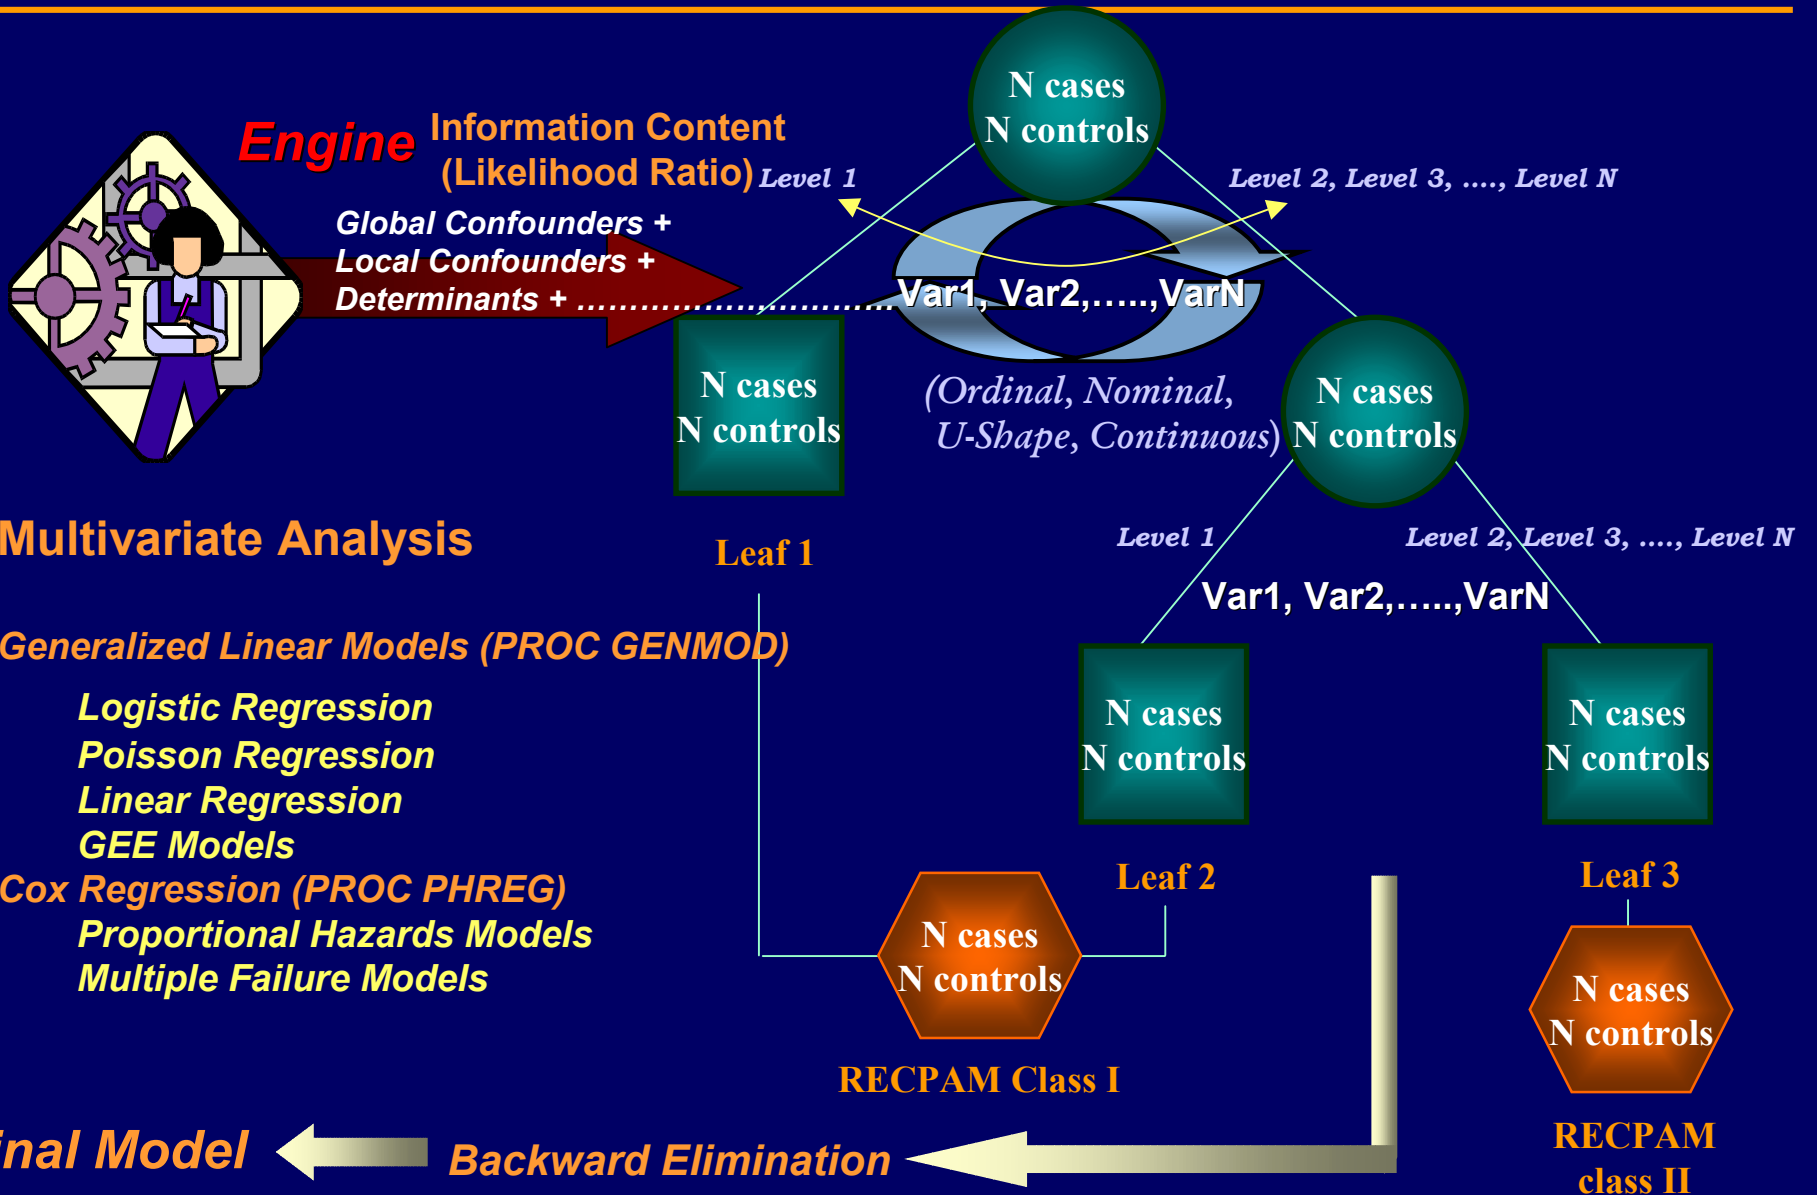 N cases
N controls
Engine
Information Content
(Likelihood Ratio)
Level 1
Level 2, Level 3, ...., Level N
Global Confounders +
Local Confounders +
Determinants + ..............................Var1, Var2,…..,VarN
N cases
N controls
(Ordinal, Nominal,
U-Shape, Continuous)
N cases
N controls
Multivariate Analysis
Leaf 1
Level 1
Level 2, Level 3, ...., Level N
Var1, Var2,…..,VarN
Generalized Linear Models (PROC GENMOD)
Logistic Regression
Poisson Regression
Linear Regression
GEE Models
Cox Regression (PROC PHREG)
Proportional Hazards Models
Multiple Failure Models
N cases
N controls
N cases
N controls
Leaf 2
Leaf 3
N cases
N controls
N cases
N controls
RECPAM Class I
RECPAM
class II
inal Model
Backward Elimination